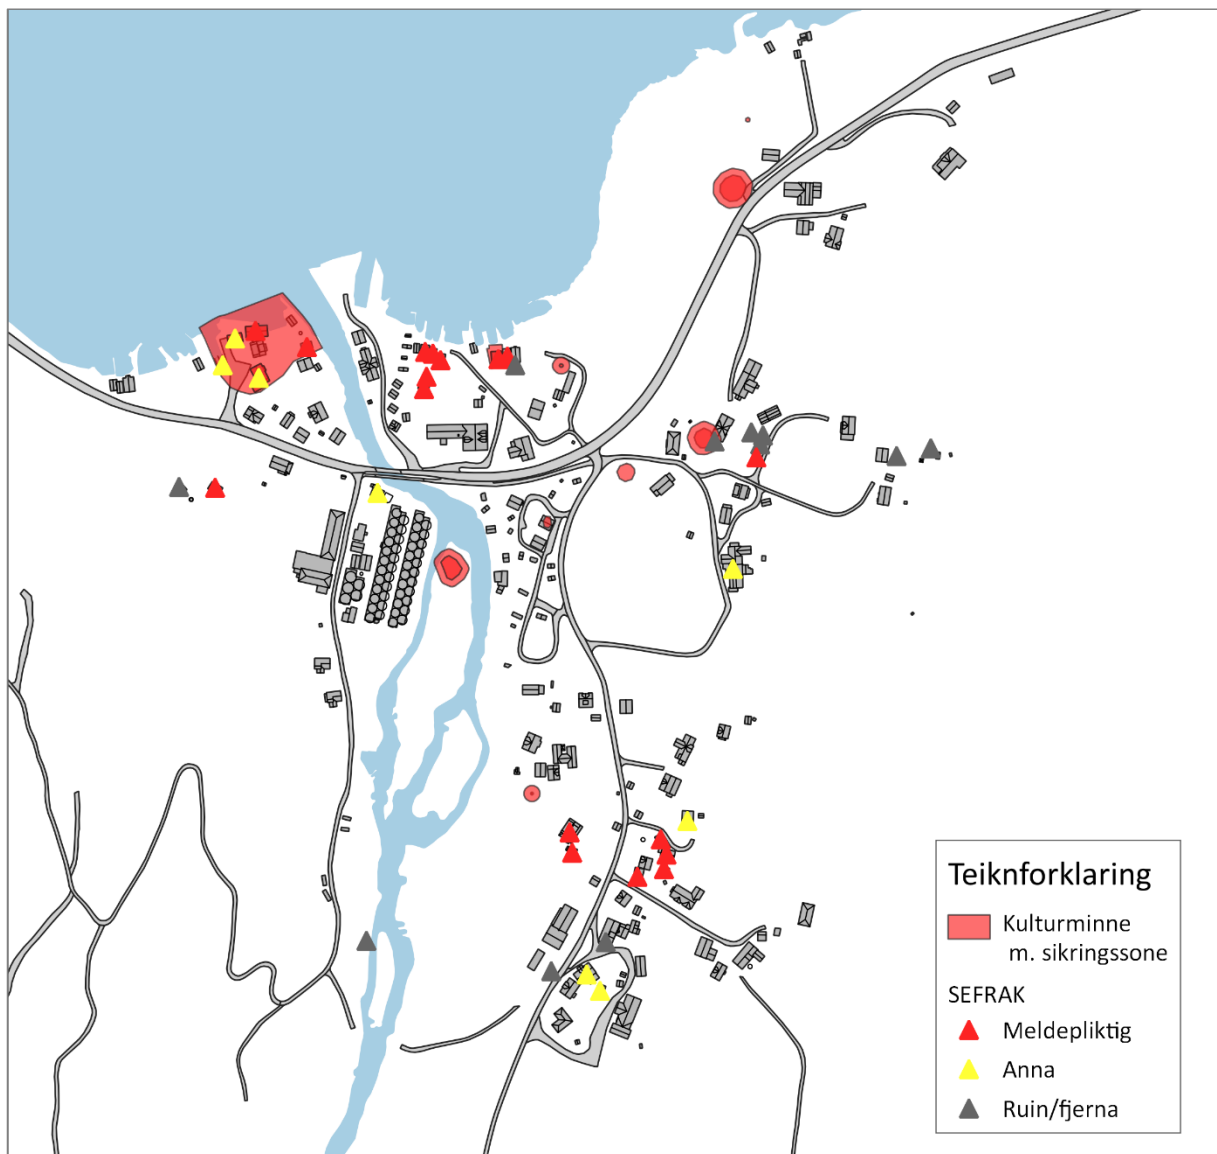 Teiknforklaring
Kulturminne
m. sikringssone
SEFRAK
Meldepliktig
Anna
Ruin/fjerna